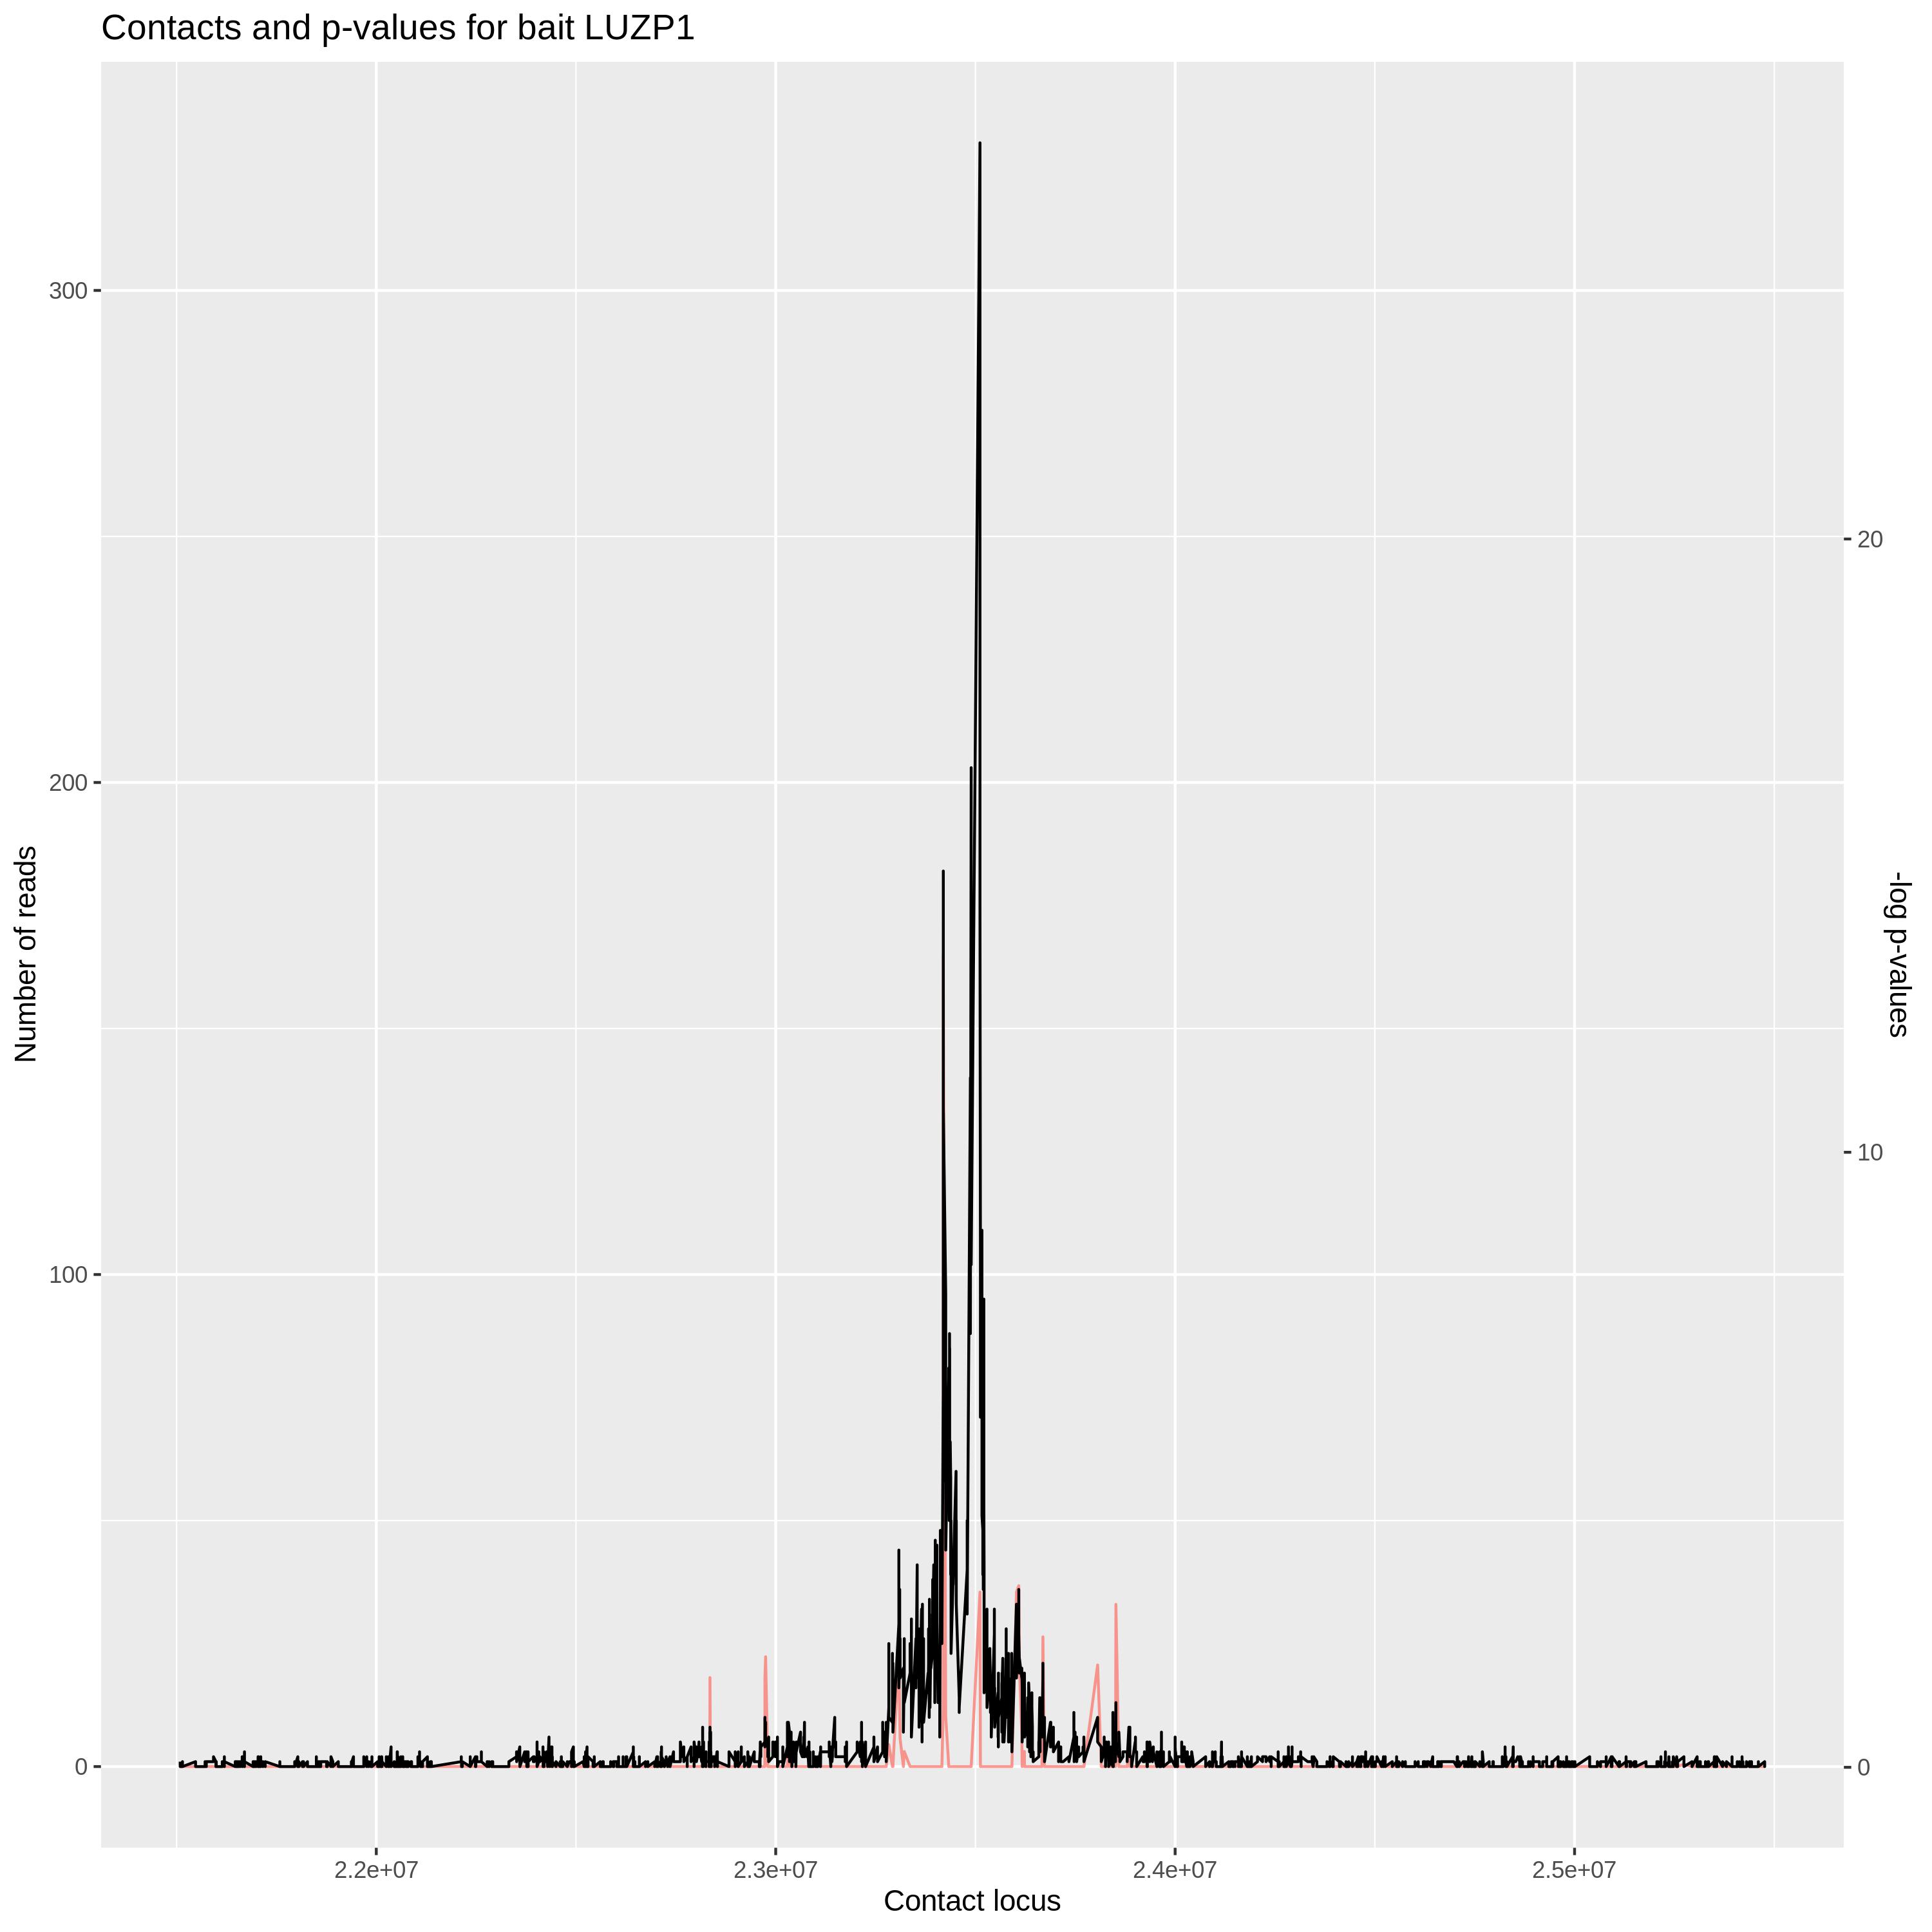 Contacts and p-values for bait LUZP1
300
200
100
0
Number of reads
20
10
0
-log p-values
2.2e+07
2.3e+07
2.4e+07
2.5e+07
Contact locus